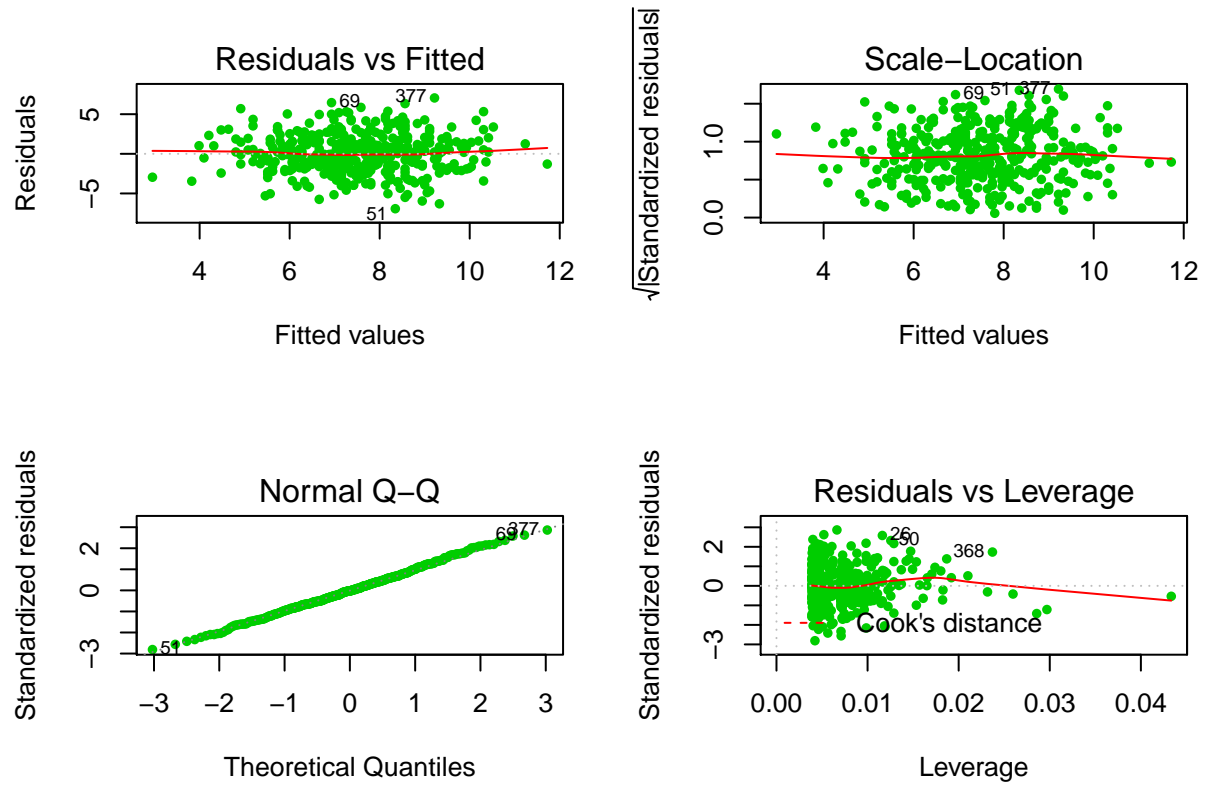 Residuals vs Fitted
Residuals
5
−5
69
377
51
4 6 8 10 12
Fitted values
Scale−Location
√|Standardized residuals|
1.0
0.0
69 51 377
4 6 8 10 12
Fitted values
Normal Q−Q
Standardized residuals
2
0
−3
69 377
51
−3 −2 −1 0 1 2 3
Theoretical Quantiles
Residuals vs Leverage
Standardized residuals
2
0
−3
26
50
368
Cook's distance
0.00 0.01 0.02 0.03 0.04
Leverage